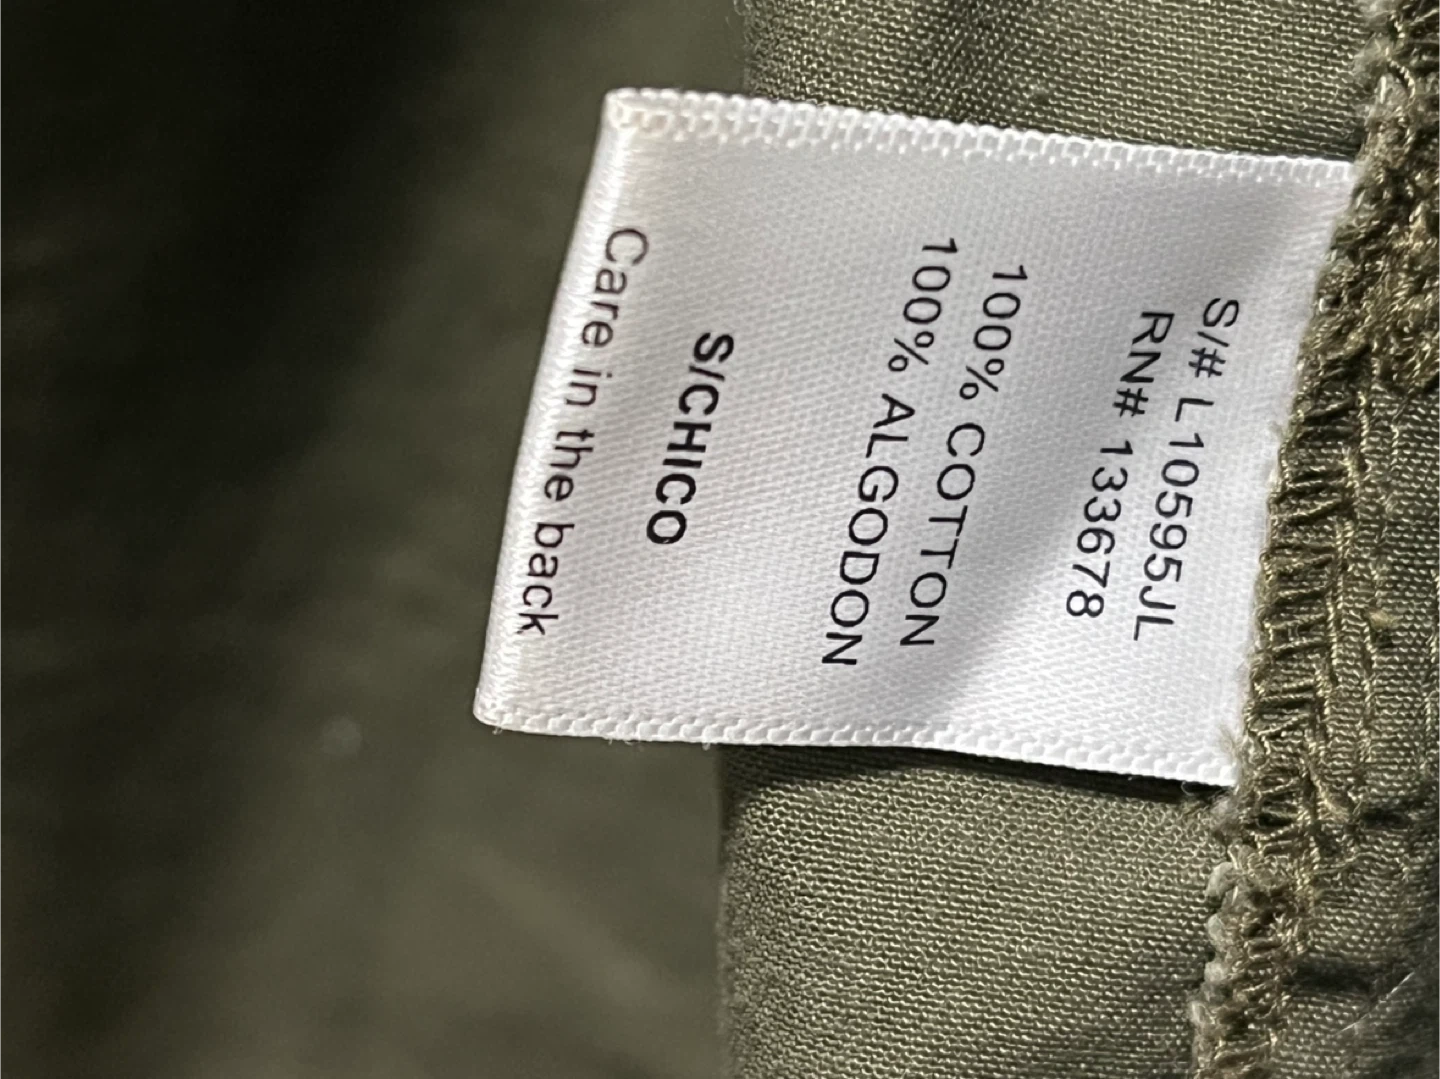 S/# L10595JL
RN# 133678
100% COTTON
100% ALGODON
S/CHICO
Care in the back